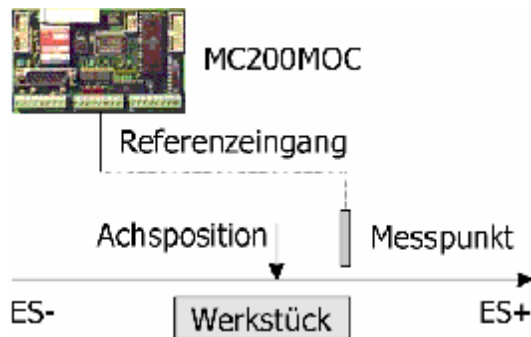 MC200MOC
Referenzeingang
Achsposition
Messpunkt
ES-
Werkstück
ES+